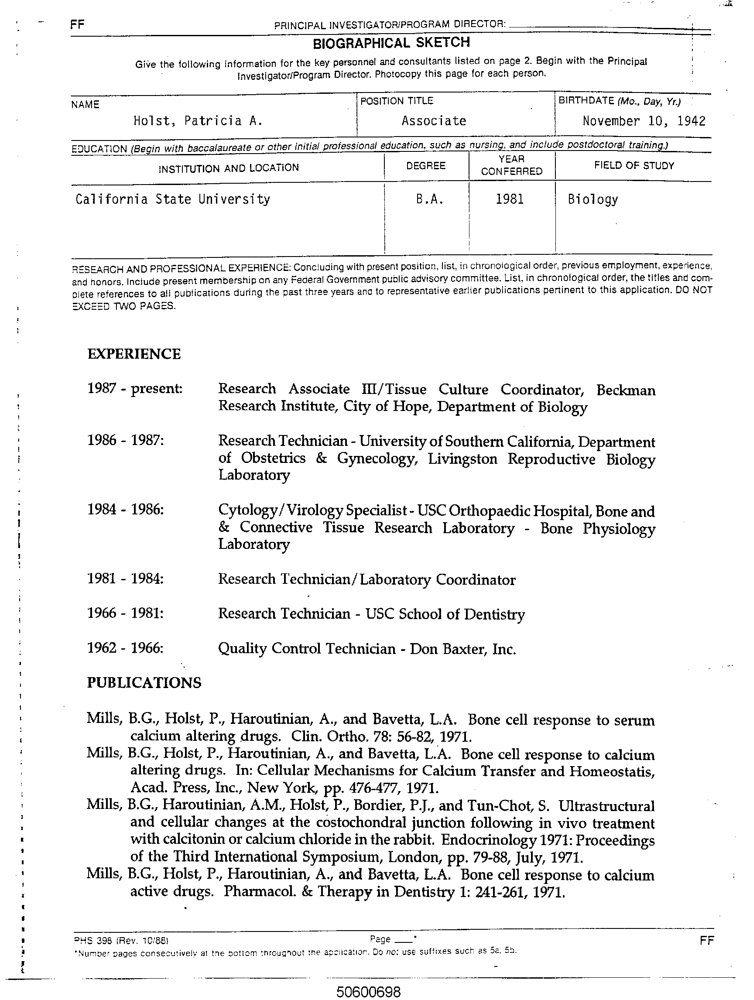 FF
PRINCIPAL INVESTIGATOR/PROGRAM DIRECTOR:
BIOGRAPHICAL SKETCH
Give the following information for the key personnel and consultants listed on page 2. Begin with the Principal
Investigator/Program Director. Photocopy this page for each person.
NAME POSITION TITLE BIRTHDATE (Mo., Day, Yr.)
Holst, Patricia A. Associate November 10, 1942
EDUCATION (Begin with baccalaureate or other initial professional education, such as nursing, and include postdoctoral training.)
INSTITUTION AND LOCATION DEGREE YEAR CONFERRED FIELD OF STUDY
California State University B.A. 1981 Biology
RESEARCH AND PROFESSIONAL EXPERIENCE: Concluding with present position, list, in chronological order, previous employment, experience,
and honors. Include present membership on any Federal Government public advisory committee. List, in chronological order, the titles and com-
plete references to all publications during the past three years and to representative earlier publications pertinent to this application. DO NOT
EXCEED TWO PAGES.
EXPERIENCE
1987 - present: Research Associate III/Tissue Culture Coordinator, Beckman
Research Institute, City of Hope, Department of Biology
1986 - 1987: Research Technician - University of Southern California, Department
of Obstetrics & Gynecology, Livingston Reproductive Biology
Laboratory
1984 - 1986: Cytology/Virology Specialist - USC Orthopaedic Hospital, Bone and
& Connective Tissue Research Laboratory - Bone Physiology
Laboratory
1981 - 1984: Research Technician/Laboratory Coordinator
1966 - 1981: Research Technician - USC School of Dentistry
1962 - 1966: Quality Control Technician - Don Baxter, Inc.
PUBLICATIONS
Mills, B.G., Holst, P., Haroutinian, A., and Bavetta, L.A. Bone cell response to serum
calcium altering drugs. Clin. Ortho. 78: 56-82, 1971.
Mills, B.G., Holst, P., Haroutinian, A., and Bavetta, L.A. Bone cell response to calcium
altering drugs. In: Cellular Mechanisms for Calcium Transfer and Homeostatis,
Acad. Press, Inc., New York, pp. 476-477, 1971.
Mills, B.G., Haroutinian, A.M., Holst, P., Bordier, P.J., and Tun-Chot, S. Ultrastructural
and cellular changes at the costochondral junction following in vivo treatment
with calcitonin or calcium chloride in the rabbit. Endocrinology 1971: Proceedings
of the Third International Symposium, London, pp. 79-88, July, 1971.
Mills, B.G., Holst, P., Haroutinian, A., and Bavetta, L.A. Bone cell response to calcium
active drugs. Pharmacol. & Therapy in Dentistry 1: 241-261, 1971.
PHS 398 (Rev. 10/88) Page ___* FF
*Number pages consecutively at the bottom throughout the application. Do not use suffixes such as 5a, 5b.
50600698